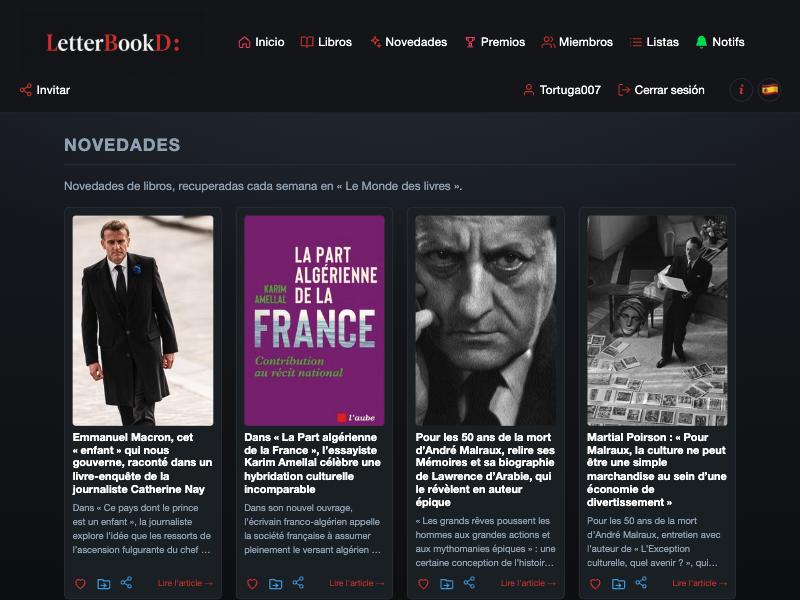 LetterBookD:
Inicio
Libros
Novedades
Premios
Miembros
Listas
Notifs
Invitar
Tortuga007
Cerrar sesión
i
NOVEDADES
Novedades de libros, recuperadas cada semana en « Le Monde des livres ».
LA PART
ALGÉRIENNE
KARIM
AMELLAL
DE LA
FRANCE
Contribution
au récit national
l'aube
Emmanuel Macron, cet
« enfant » qui nous
gouverne, raconté dans un
livre-enquête de la
journaliste Catherine Nay
Dans « Ce pays dont le prince
est un enfant », la journaliste
explore l'idée que les ressorts de
l'ascension fulgurante du chef ...
Lire l'article →
Dans « La Part algérienne
de la France », l'essayiste
Karim Amellal célèbre une
hybridation culturelle
incomparable
Dans son nouvel ouvrage,
l'écrivain franco-algérien appelle
la société française à assumer
pleinement le versant algérien ...
Lire l'article →
Pour les 50 ans de la mort
d'André Malraux, relire ses
Mémoires et sa biographie
de Lawrence d'Arabie, qui
le révèlent en auteur
épique
« Les grands rêves poussent les
hommes aux grandes actions et
aux mythomanies épiques » : une
certaine conception de l'histoir...
Lire l'article →
Martial Poirson : « Pour
Malraux, la culture ne peut
être une simple
marchandise au sein d'une
économie de
divertissement »
Pour les 50 ans de la mort
d'André Malraux, entretien avec
l'auteur de « L'Exception
culturelle, quel avenir ? », qui...
Lire l'article →